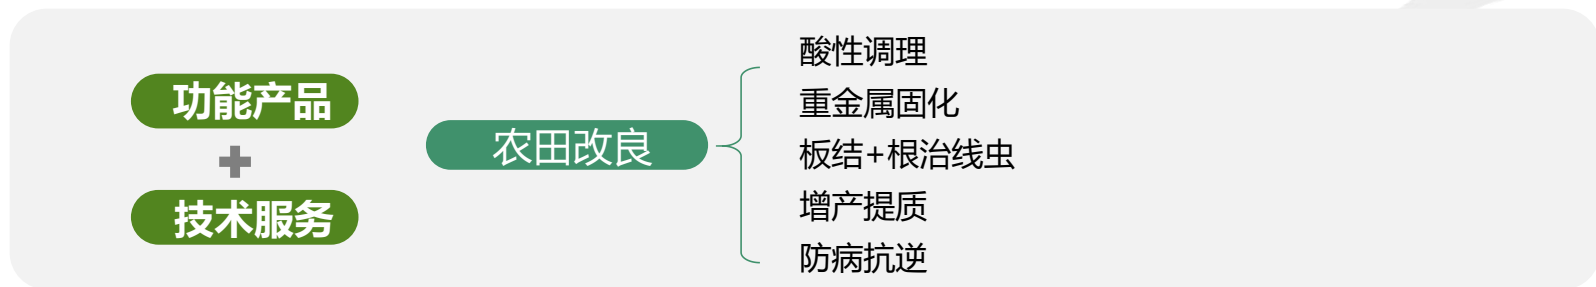 功能产品
+
技术服务
农田改良
酸性调理
重金属固化
板结+根治线虫
增产提质
防病抗逆